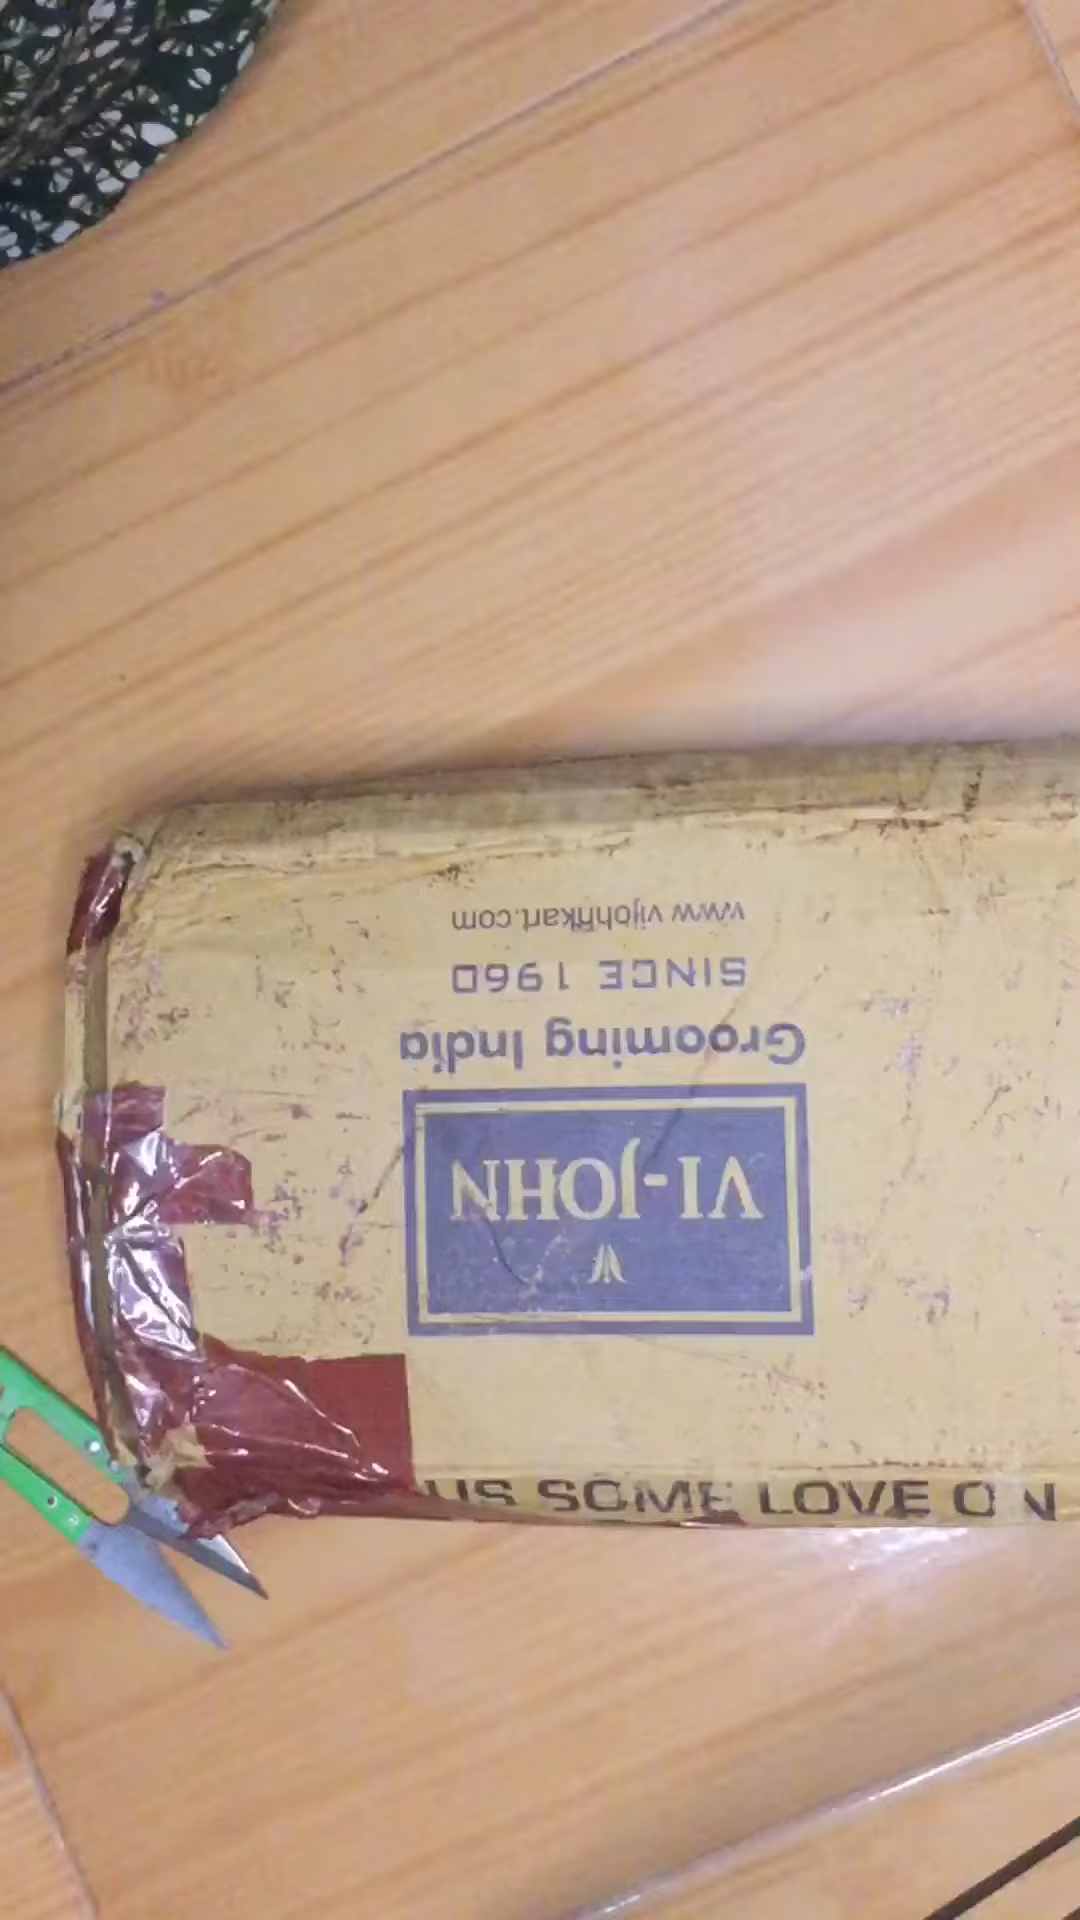 VI-JOHN
Grooming India
SINCE 1960
www.vijohnkart.com
US SOME LOVE ON